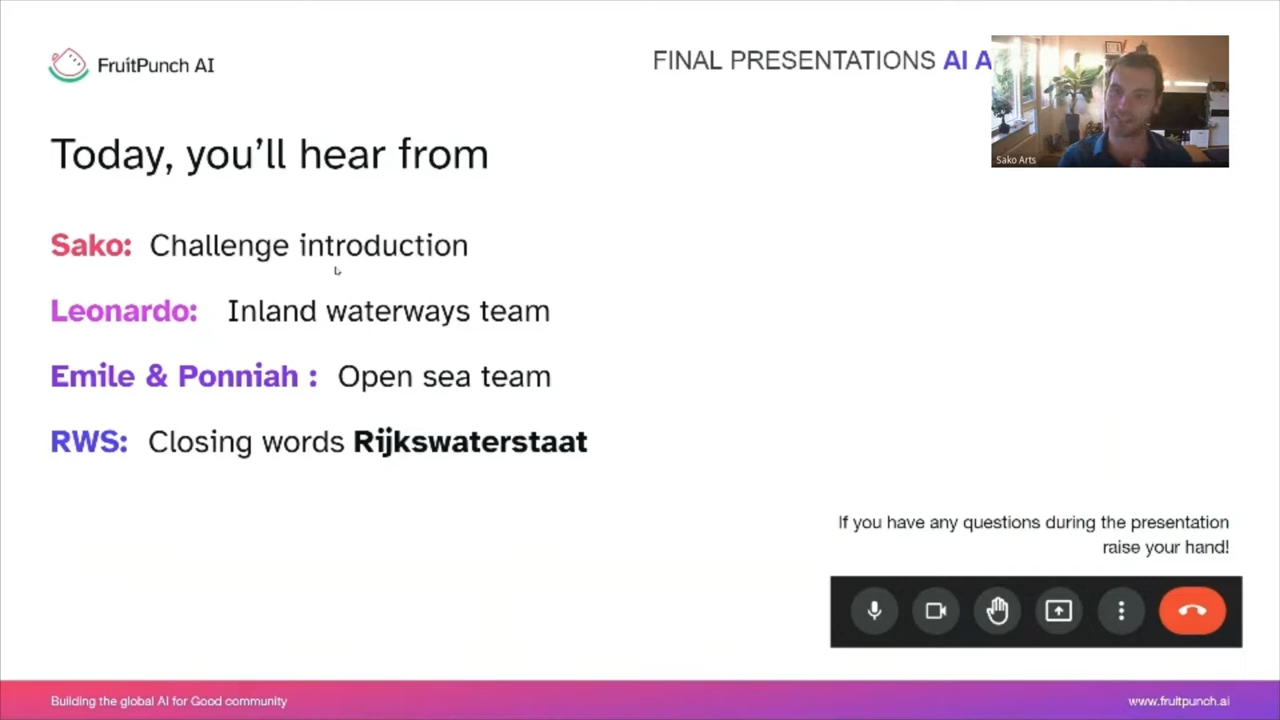 FruitPunch AI
FINAL PRESENTATIONS AI A
Sako Arts
Today, you'll hear from
Sako: Challenge introduction
Leonardo: Inland waterways team
Emile & Ponniah : Open sea team
RWS: Closing words Rijkswaterstaat
If you have any questions during the presentation
raise your hand!
Building the global AI for Good community
www.fruitpunch.ai